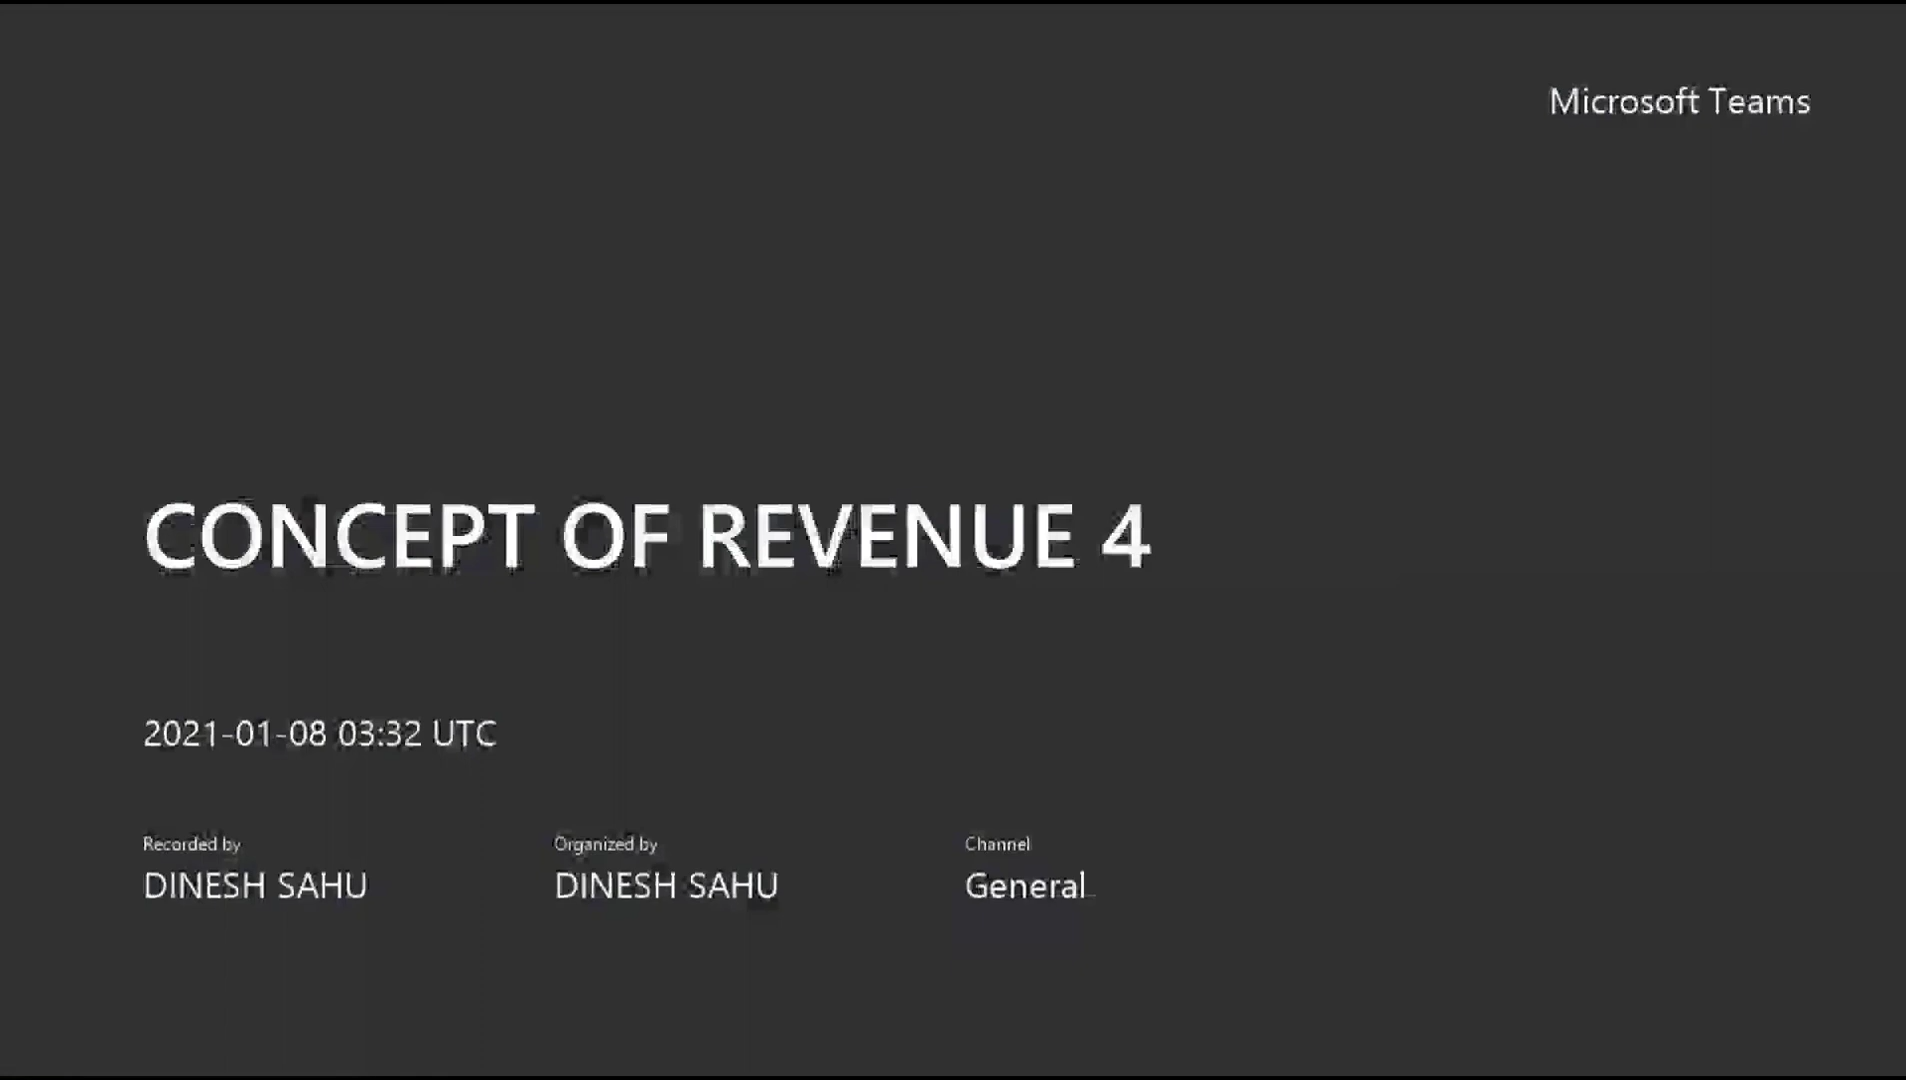 Microsoft Teams
CONCEPT OF REVENUE 4
2021-01-08 03:32 UTC
Recorded by
DINESH SAHU
Organized by
DINESH SAHU
Channel
General